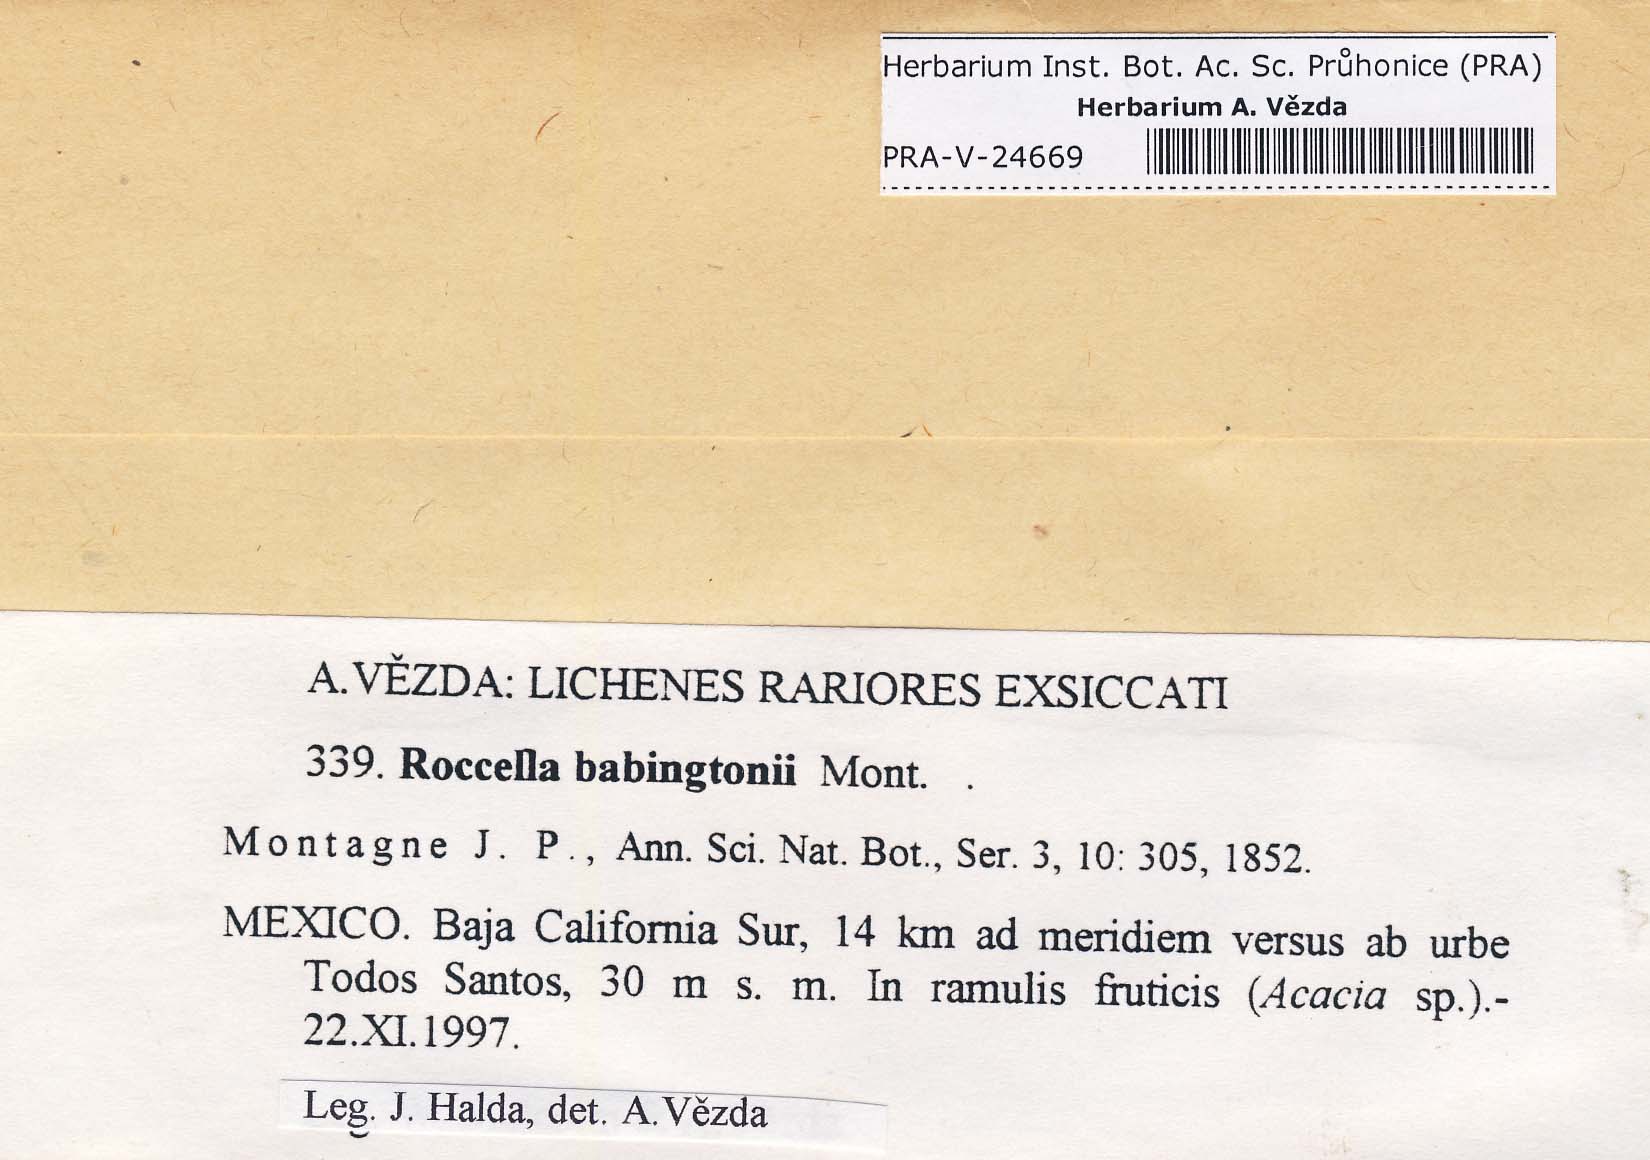 Herbarium Inst. Bot. Ac. Sc. Průhonice (PRA)
Herbarium A. Vězda
PRA-V-24669
A. VĚZDA: LICHENES RARIORES EXSICCATI
339. Roccella babingtonii Mont. .
Montagne J. P., Ann. Sci. Nat. Bot., Ser. 3, 10: 305, 1852.
MEXICO. Baja California Sur, 14 km ad meridiem versus ab urbe
Todos Santos, 30 m s. m. In ramulis fruticis (Acacia sp.).-
22.XI.1997.
Leg. J. Halda, det. A. Vězda